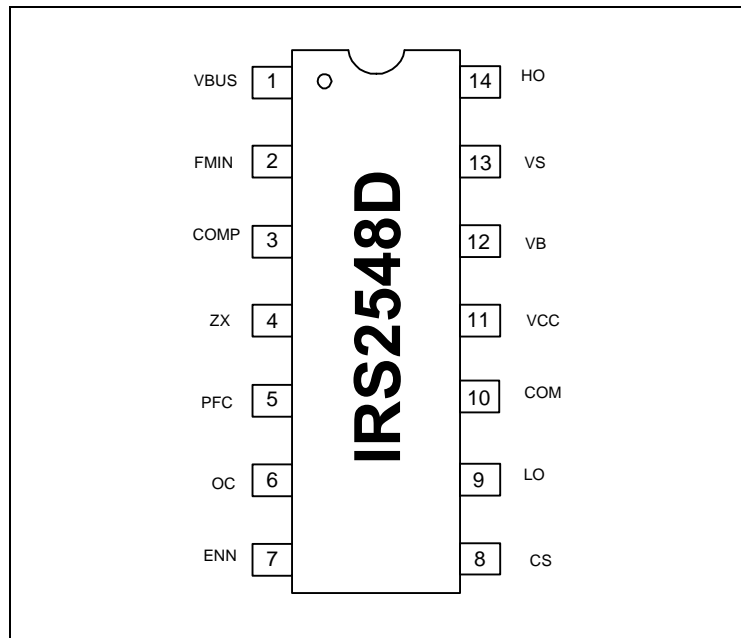 VBUS 1 14 HO
FMIN 2 13 VS
COMP 3 12 VB
ZX 4 11 VCC
PFC 5 10 COM
OC 6 9 LO
ENN 7 8 CS
IRS2548D